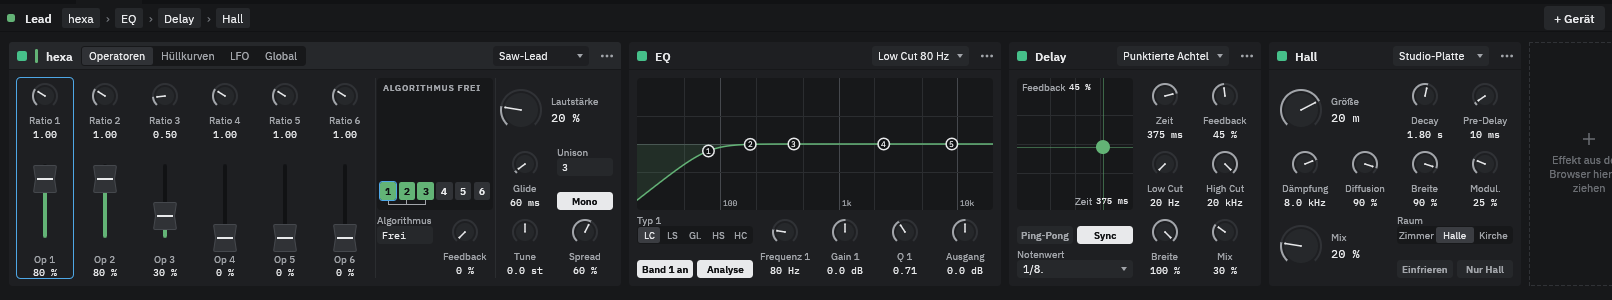 Lead hexa › EQ › Delay › Hall + Gerät
hexa Operatoren Hüllkurven LFO Global Saw-Lead
Ratio 1 Ratio 2 Ratio 3 Ratio 4 Ratio 5 Ratio 6
1.00 1.00 0.50 1.00 1.00 1.00
Op 1 Op 2 Op 3 Op 4 Op 5 Op 6
80 % 80 % 30 % 0 % 0 % 0 %
ALGORITHMUS FREI
1 2 3 4 5 6
Algorithmus
Frei
Feedback
0 %
Lautstärke
20 %
Glide
60 ms
Unison
3
Mono
Tune
0.0 st
Spread
60 %
EQ Low Cut 80 Hz
1 2 3 4 5
100 1k 10k
Typ 1
LC LS GL HS HC
Band 1 an Analyse
Frequenz 1 Gain 1 Q 1 Ausgang
80 Hz 0.0 dB 0.71 0.0 dB
Delay Punktierte Achtel
Feedback 45 %
Zeit 375 ms
Ping-Pong Sync
Notenwert
1/8.
Zeit Feedback
375 ms 45 %
Low Cut High Cut
20 Hz 20 kHz
Breite Mix
100 % 30 %
Hall Studio-Platte
Größe
20 m
Decay Pre-Delay
1.80 s 10 ms
Dämpfung Diffusion Breite Modul.
8.0 kHz 90 % 90 % 25 %
Mix
20 %
Raum
Zimmer Halle Kirche
Einfrieren Nur Hall
+
Effekt aus de
Browser hier
ziehen